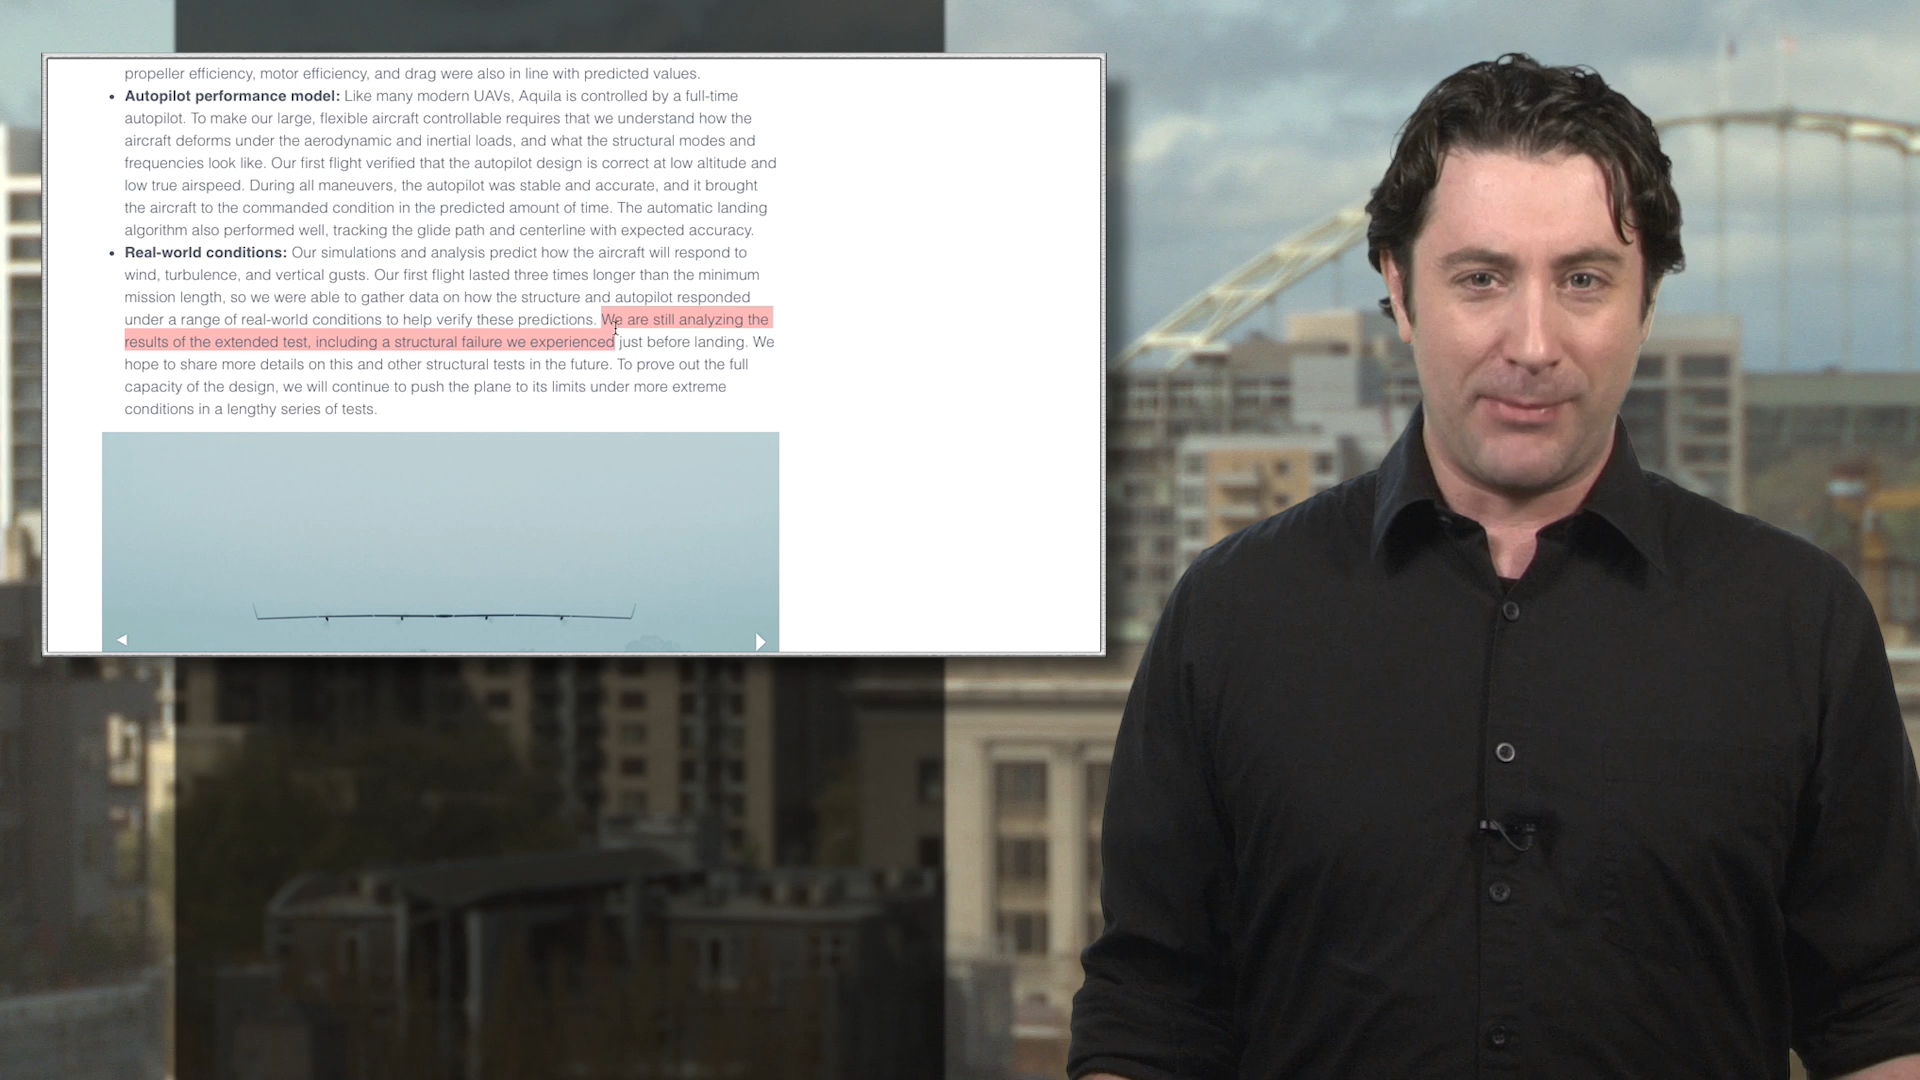 propeller efficiency, motor efficiency, and drag were also in line with predicted values.
• Autopilot performance model: Like many modern UAVs, Aquila is controlled by a full-time
autopilot. To make our large, flexible aircraft controllable requires that we understand how the
aircraft deforms under the aerodynamic and inertial loads, and what the structural modes and
frequencies look like. Our first flight verified that the autopilot design is correct at low altitude and
low true airspeed. During all maneuvers, the autopilot was stable and accurate, and it brought
the aircraft to the commanded condition in the predicted amount of time. The automatic landing
algorithm also performed well, tracking the glide path and centerline with expected accuracy.
• Real-world conditions: Our simulations and analysis predict how the aircraft will respond to
wind, turbulence, and vertical gusts. Our first flight lasted three times longer than the minimum
mission length, so we were able to gather data on how the structure and autopilot responded
under a range of real-world conditions to help verify these predictions. We are still analyzing the
results of the extended test, including a structural failure we experienced just before landing. We
hope to share more details on this and other structural tests in the future. To prove out the full
capacity of the design, we will continue to push the plane to its limits under more extreme
conditions in a lengthy series of tests.